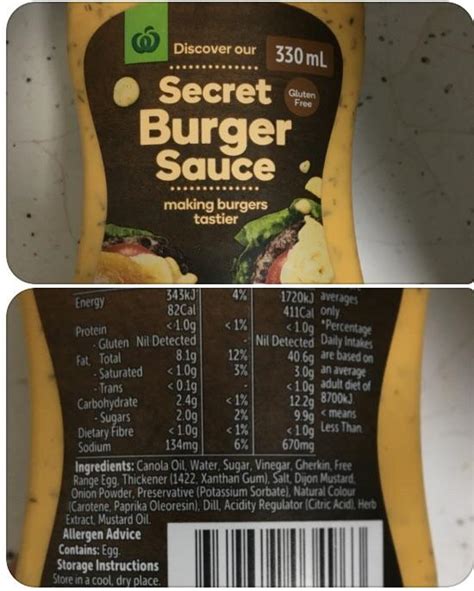 Discover our
330mL
Secret
Gluten
Free
Burger
Sauce
making burgers
tastier
Energy 343kJ 4% 1720kJ averages
82Cal 411Cal only
Protein <1.0g <1% <1.0g *Percentage
- Gluten Nil Detected Nil Detected Daily Intakes
Fat, Total 8.1g 12% 40.6g are based on
- Saturated <1.0g 3% 3.0g an average
- Trans <0.1g <1.0g adult diet of
Carbohydrate 2.4g <1% 12.2g 8700kJ.
- Sugars 2.0g 2% 9.9g < means
Dietary Fibre <1.0g <1% <1.0g Less Than
Sodium 134mg 6% 670mg
Ingredients: Canola Oil, Water, Sugar, Vinegar, Gherkin, Free
Range Egg, Thickener (1422, Xanthan Gum), Salt, Dijon Mustard,
Onion Powder, Preservative (Potassium Sorbate), Natural Colour
(Carotene, Paprika Oleoresin), Dill, Acidity Regulator (Citric Acid), Herb
Extract, Mustard Oil.
Allergen Advice
Contains: Egg.
Storage Instructions
Store in a cool, dry place.